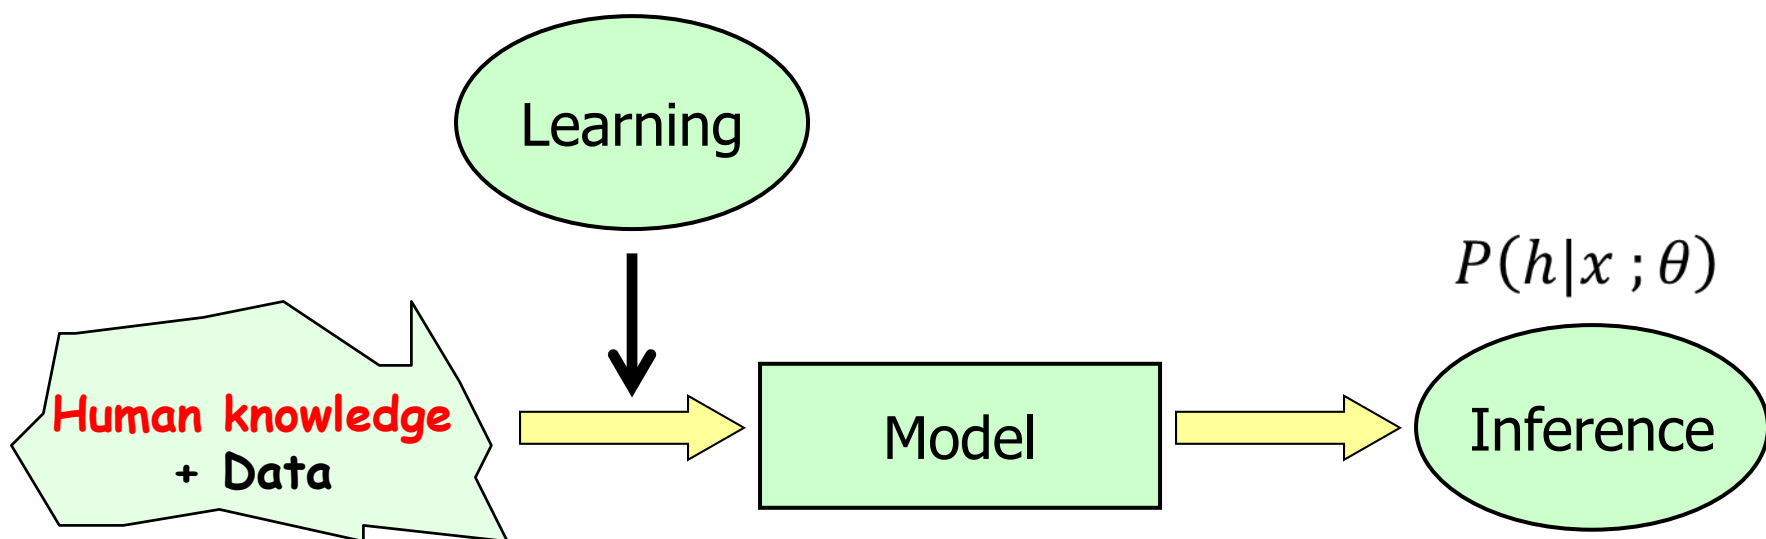 Learning
P(h|x ; θ)
Human knowledge
+ Data
Model
Inference